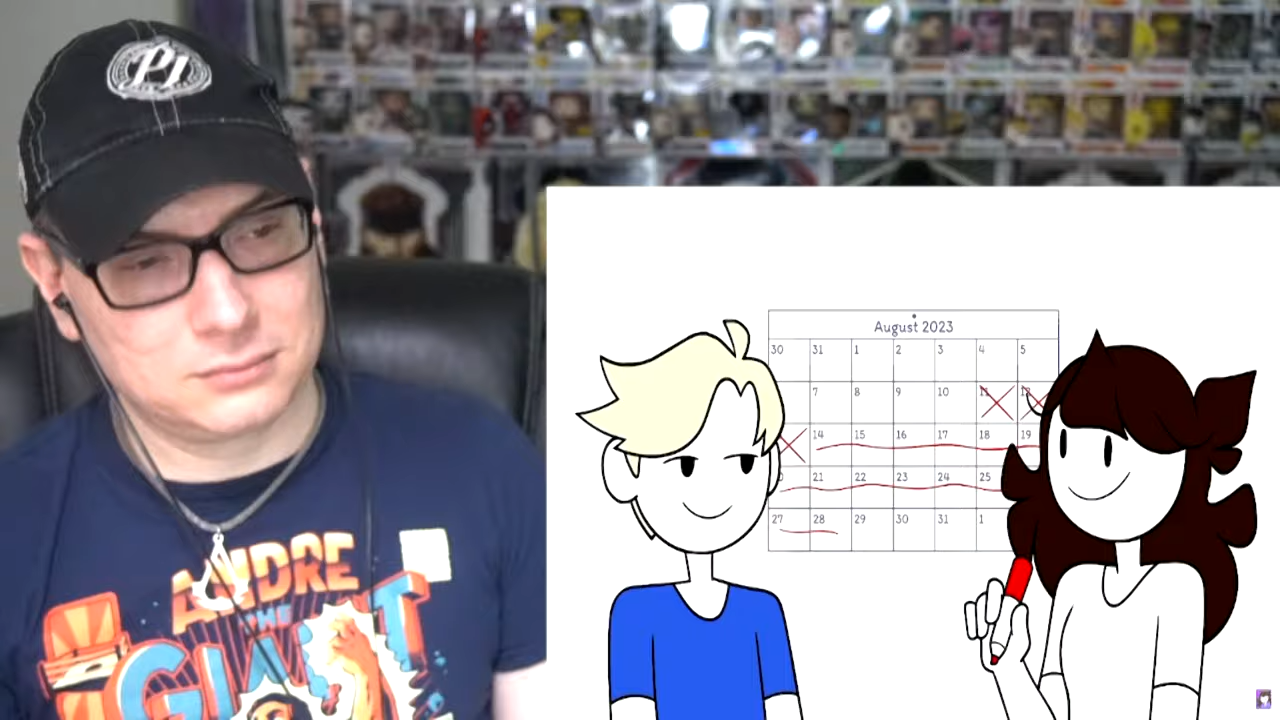 P1
ANDRE
THE
GIANT
August 2023
30 31 1 2 3 4 5
7 8 9 10 11 12
14 15 16 17 18 19
21 22 23 24 25
27 28 29 30 31 1